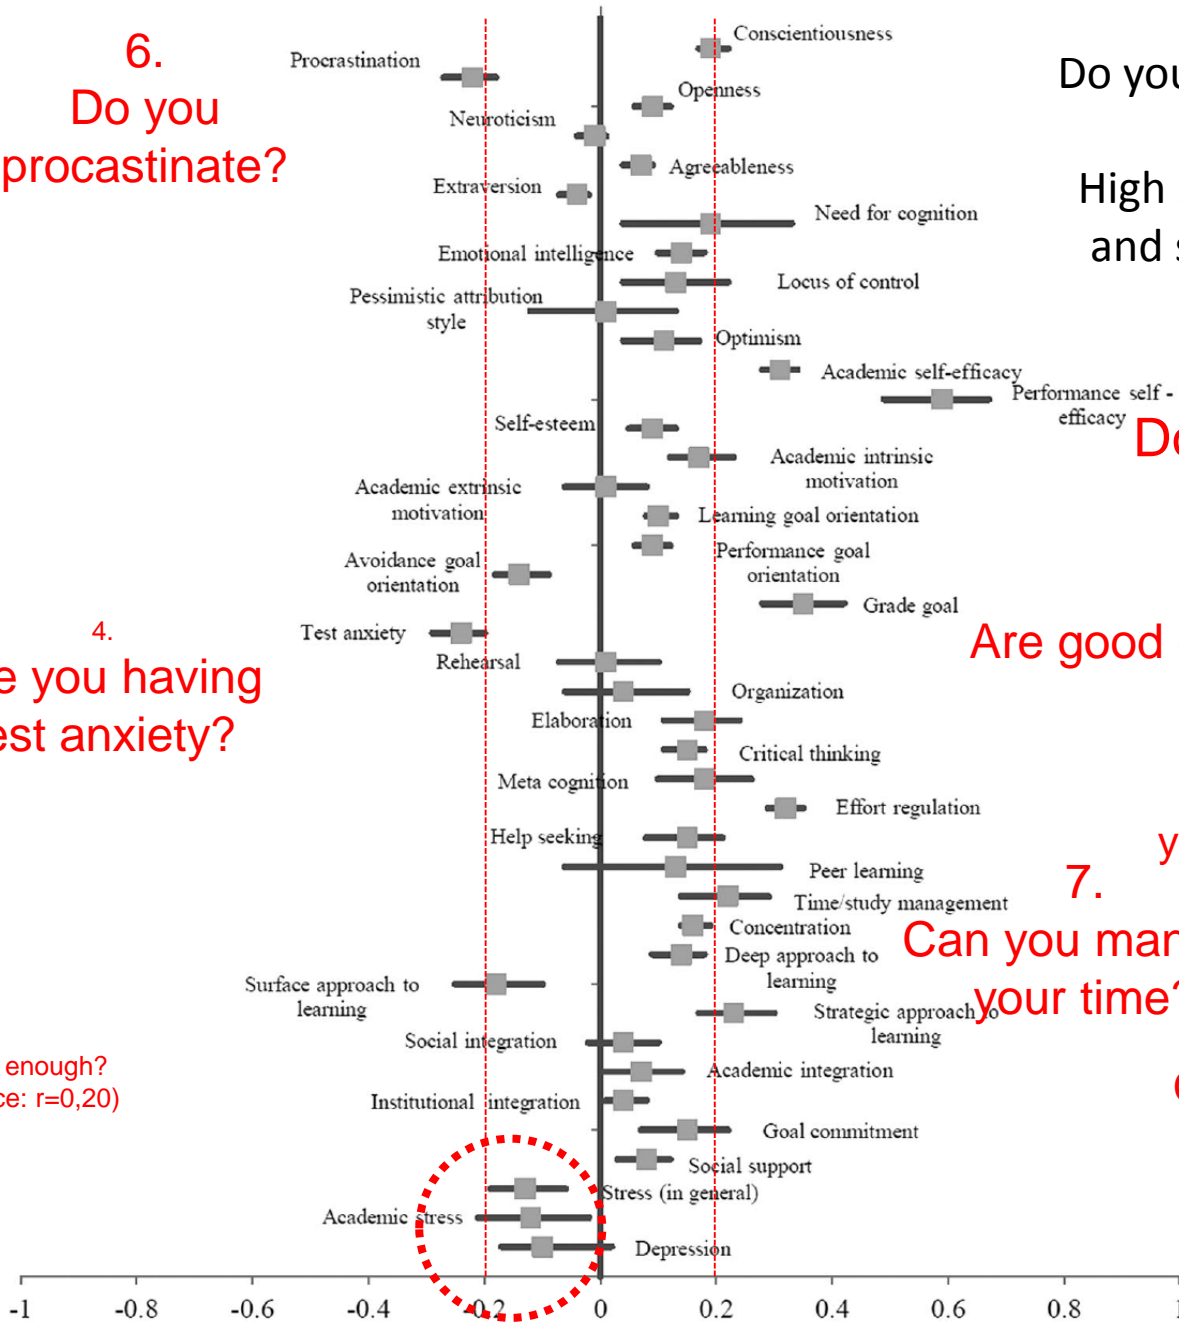 Conscientiousness
6.
Do you
procastinate?
Procrastination
Do you
Openness
Neuroticism
Agreeableness
Extraversion
High
and s
Need for cognition
Emotional intelligence
Locus of control
Pessimistic attribution
style
Optimism
Academic self-efficacy
Performance self -
efficacy
Do
Self-esteem
Academic intrinsic
motivation
Academic extrinsic
motivation
Learning goal orientation
Performance goal
orientation
Avoidance goal
orientation
Grade goal
4.
e you having
est anxiety?
Test anxiety
Are good
Rehearsal
Organization
Elaboration
Critical thinking
Meta cognition
Effort regulation
Help seeking
y
Peer learning
7.
Can you man
your time?
Time/study management
Concentration
Deep approach to
learning
Surface approach to
learning
Strategic approach to
learning
Social integration
enough?
ce: r=0,20)
Academic integration
Institutional integration
Goal commitment
Social support
Stress (in general)
Academic stress
Depression
-1 -0.8 -0.6 -0.4 -0.2 0 0.2 0.4 0.6 0.8 1